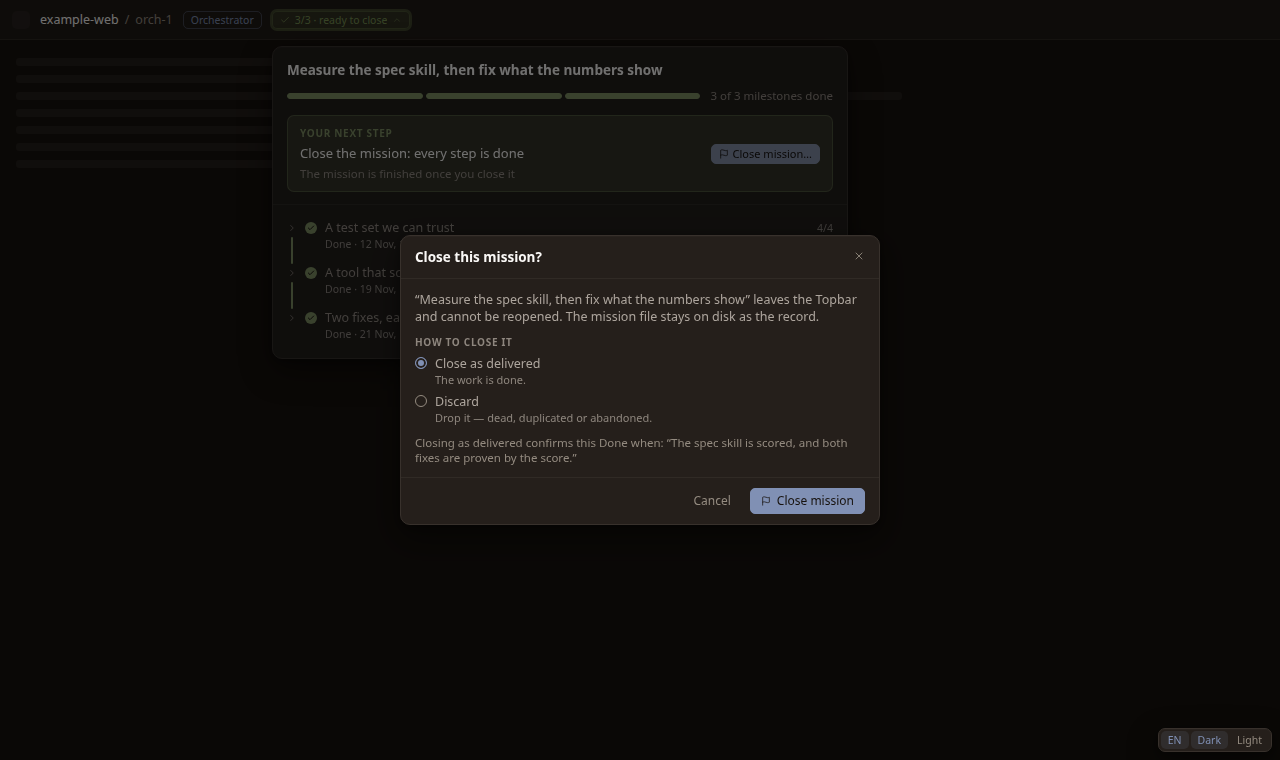 example-web / orch-1 Orchestrator 3/3 · ready to close
Measure the spec skill, then fix what the numbers show
3 of 3 milestones done
YOUR NEXT STEP
Close the mission: every step is done
Close mission…
The mission is finished once you close it
A test set we can trust 4/4
Done · 12 Nov,
A tool that sc
Done · 19 Nov,
Two fixes, ea
Done · 21 Nov,
Close this mission?
“Measure the spec skill, then fix what the numbers show” leaves the Topbar
and cannot be reopened. The mission file stays on disk as the record.
HOW TO CLOSE IT
Close as delivered
The work is done.
Discard
Drop it — dead, duplicated or abandoned.
Closing as delivered confirms this Done when: “The spec skill is scored, and both
fixes are proven by the score.”
Cancel Close mission
EN Dark Light